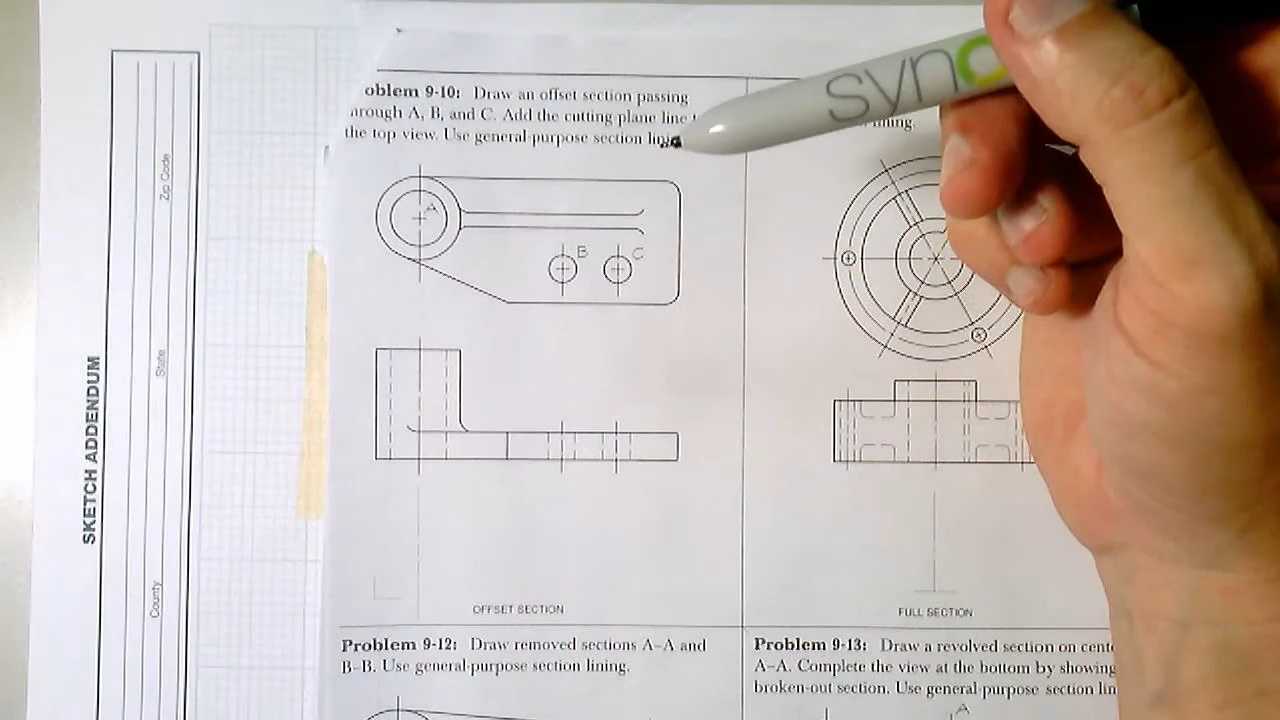 oblem 9-10: Draw an offset section passing
hrough A, B, and C. Add the cutting-plane line
the top view. Use general-purpose section lining
A
B
C
OFFSET SECTION
FULL SECTION
Problem 9-12: Draw removed sections A–A and
B–B. Use general-purpose section lining.
Problem 9-13: Draw a revolved section on cent
A–A. Complete the view at the bottom by showing
broken-out section. Use general-purpose section lin
A
SKETCH ADDENDUM
Zip Code
State
County